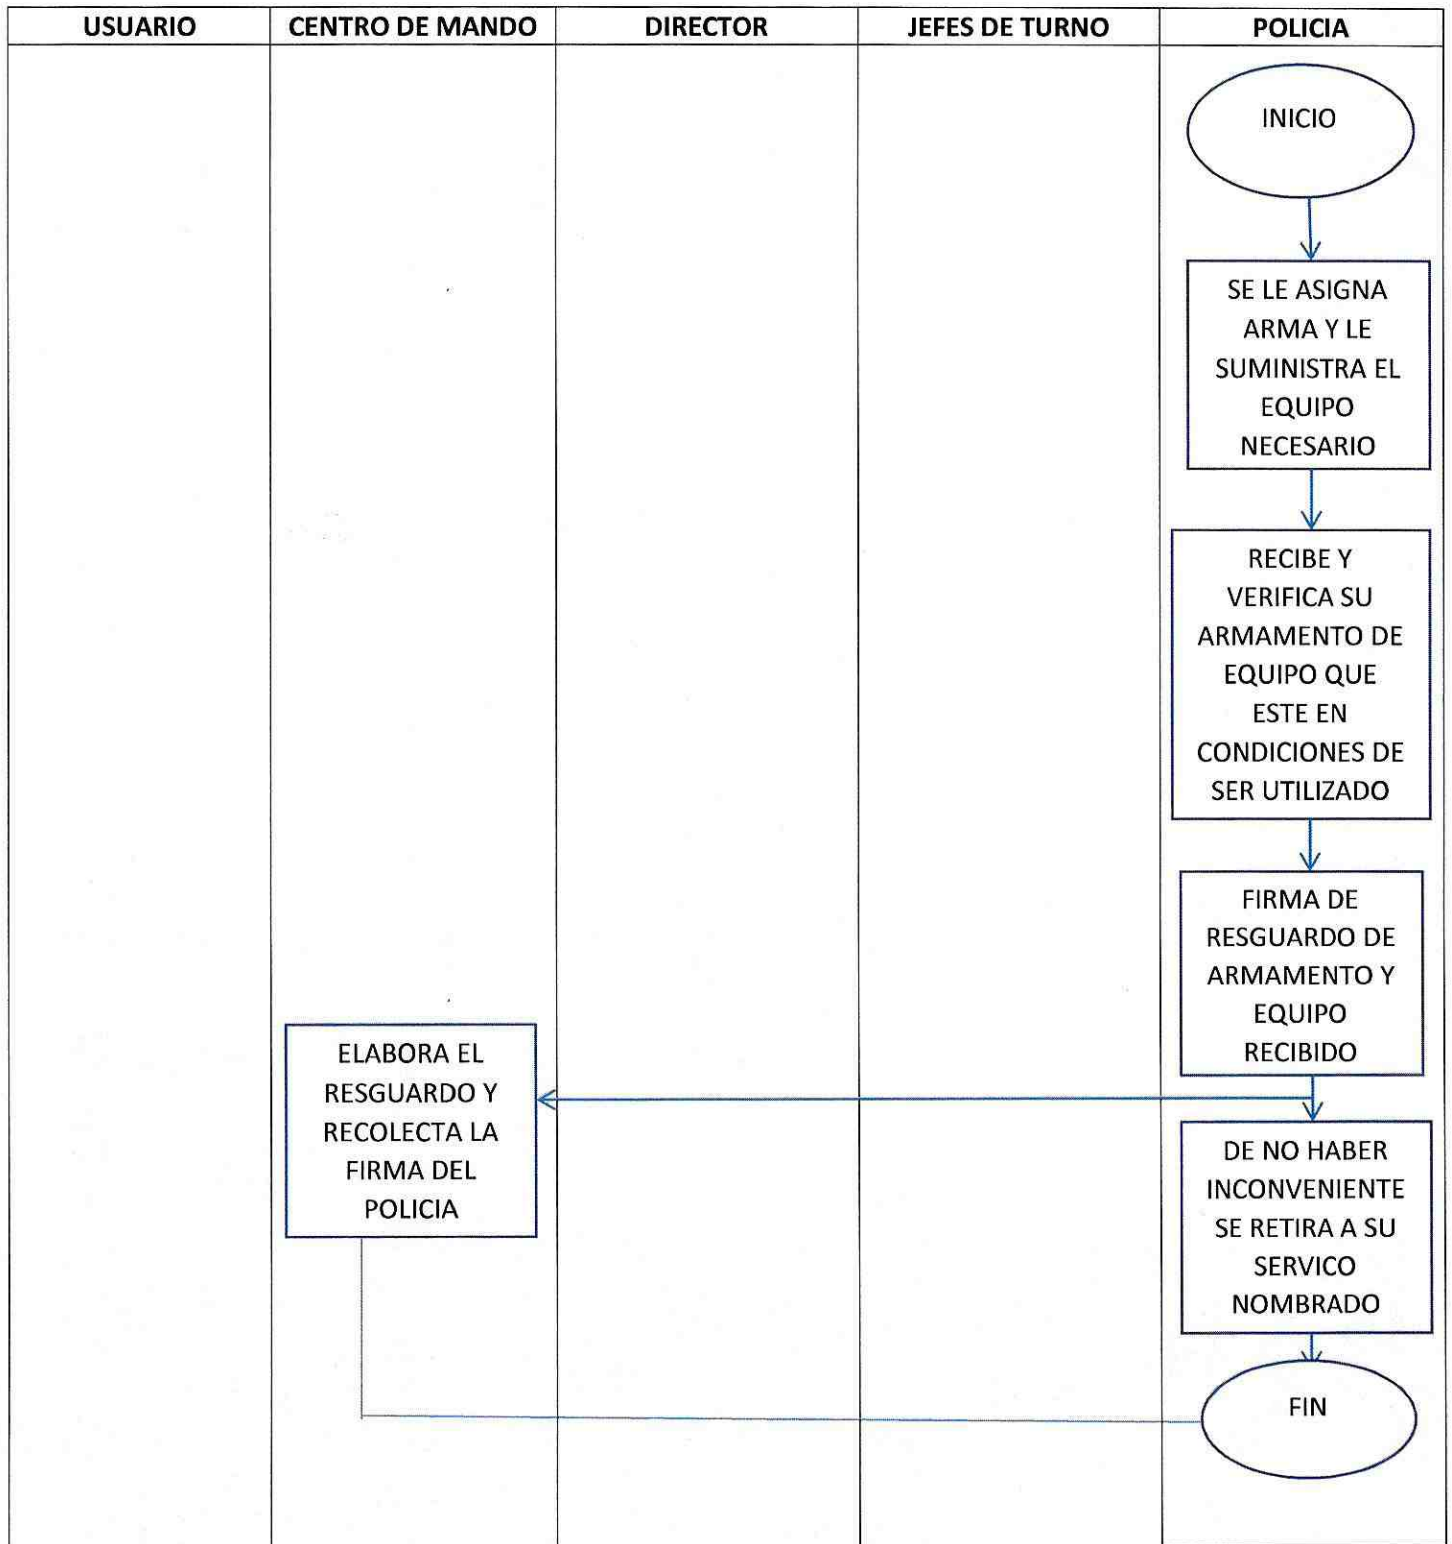 USUARIO
CENTRO DE MANDO
DIRECTOR
JEFES DE TURNO
POLICIA
INICIO
SE LE ASIGNA
ARMA Y LE
SUMINISTRA EL
EQUIPO
NECESARIO
RECIBE Y
VERIFICA SU
ARMAMENTO DE
EQUIPO QUE
ESTE EN
CONDICIONES DE
SER UTILIZADO
FIRMA DE
RESGUARDO DE
ARMAMENTO Y
EQUIPO
RECIBIDO
ELABORA EL
RESGUARDO Y
RECOLECTA LA
FIRMA DEL
POLICIA
DE NO HABER
INCONVENIENTE
SE RETIRA A SU
SERVICO
NOMBRADO
FIN